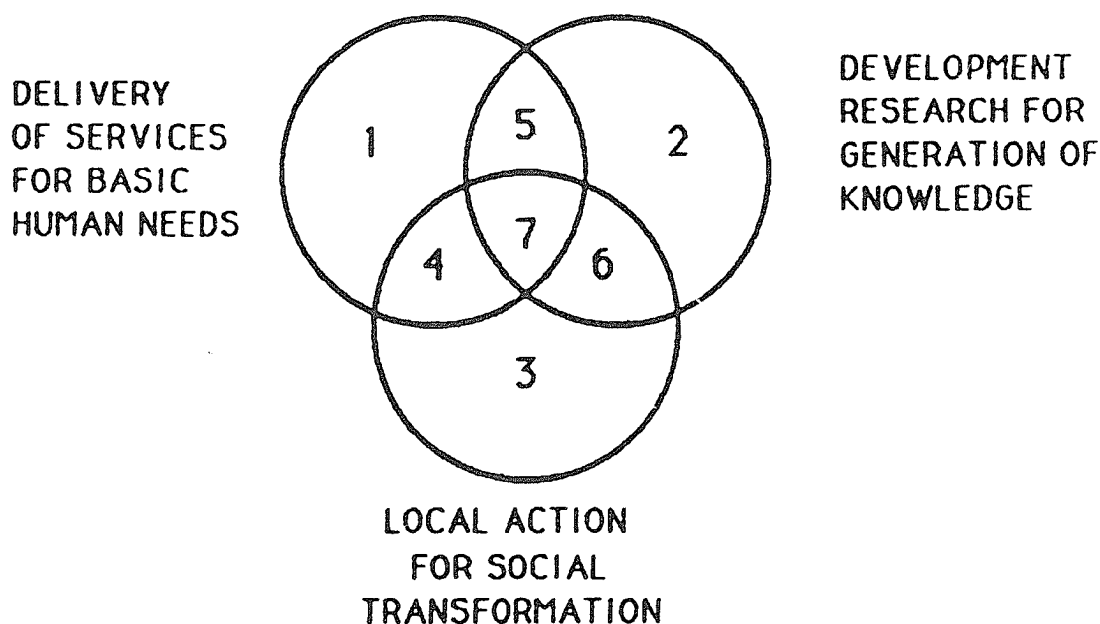 DELIVERY
OF SERVICES
FOR BASIC
HUMAN NEEDS
DEVELOPMENT
RESEARCH FOR
GENERATION OF
KNOWLEDGE
1
5
2
4
7
6
3
LOCAL ACTION
FOR SOCIAL
TRANSFORMATION